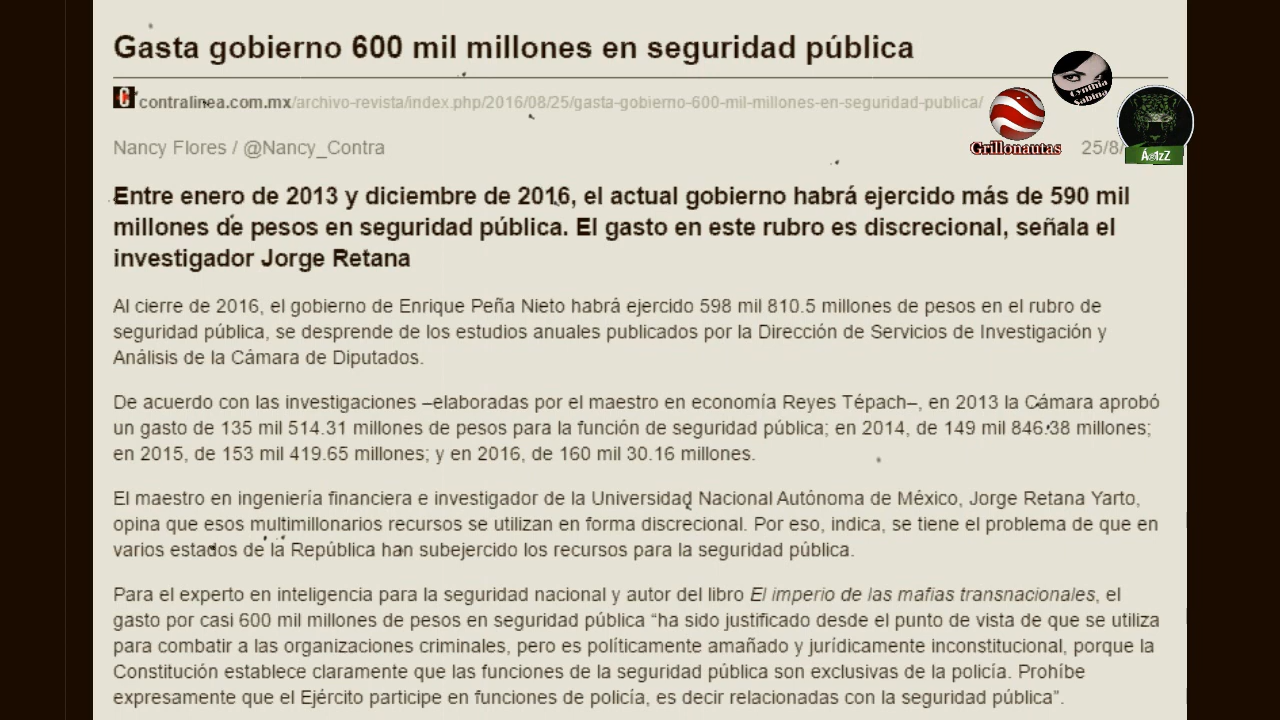 Gasta gobierno 600 mil millones en seguridad pública
contralinea.com.mx/archivo-revista/index.php/2016/08/25/gasta-gobierno-600-mil-millones-en-seguridad-publica/
Cynthia
Sabina
Grillonautas
Nancy Flores / @Nancy_Contra
25/8/
Entre enero de 2013 y diciembre de 2016, el actual gobierno habrá ejercido más de 590 mil
millones de pesos en seguridad pública. El gasto en este rubro es discrecional, señala el
investigador Jorge Retana
Al cierre de 2016, el gobierno de Enrique Peña Nieto habrá ejercido 598 mil 810.5 millones de pesos en el rubro de
seguridad pública, se desprende de los estudios anuales publicados por la Dirección de Servicios de Investigación y
Análisis de la Cámara de Diputados.
De acuerdo con las investigaciones –elaboradas por el maestro en economía Reyes Tépach–, en 2013 la Cámara aprobó
un gasto de 135 mil 514.31 millones de pesos para la función de seguridad pública; en 2014, de 149 mil 846.38 millones;
en 2015, de 153 mil 419.65 millones; y en 2016, de 160 mil 30.16 millones.
El maestro en ingeniería financiera e investigador de la Universidad Nacional Autónoma de México, Jorge Retana Yarto,
opina que esos multimillonarios recursos se utilizan en forma discrecional. Por eso, indica, se tiene el problema de que en
varios estados de la República han subejercido los recursos para la seguridad pública.
Para el experto en inteligencia para la seguridad nacional y autor del libro El imperio de las mafias transnacionales, el
gasto por casi 600 mil millones de pesos en seguridad pública “ha sido justificado desde el punto de vista de que se utiliza
para combatir a las organizaciones criminales, pero es políticamente amañado y jurídicamente inconstitucional, porque la
Constitución establece claramente que las funciones de la seguridad pública son exclusivas de la policía. Prohíbe
expresamente que el Ejército participe en funciones de policía, es decir relacionadas con la seguridad pública”.